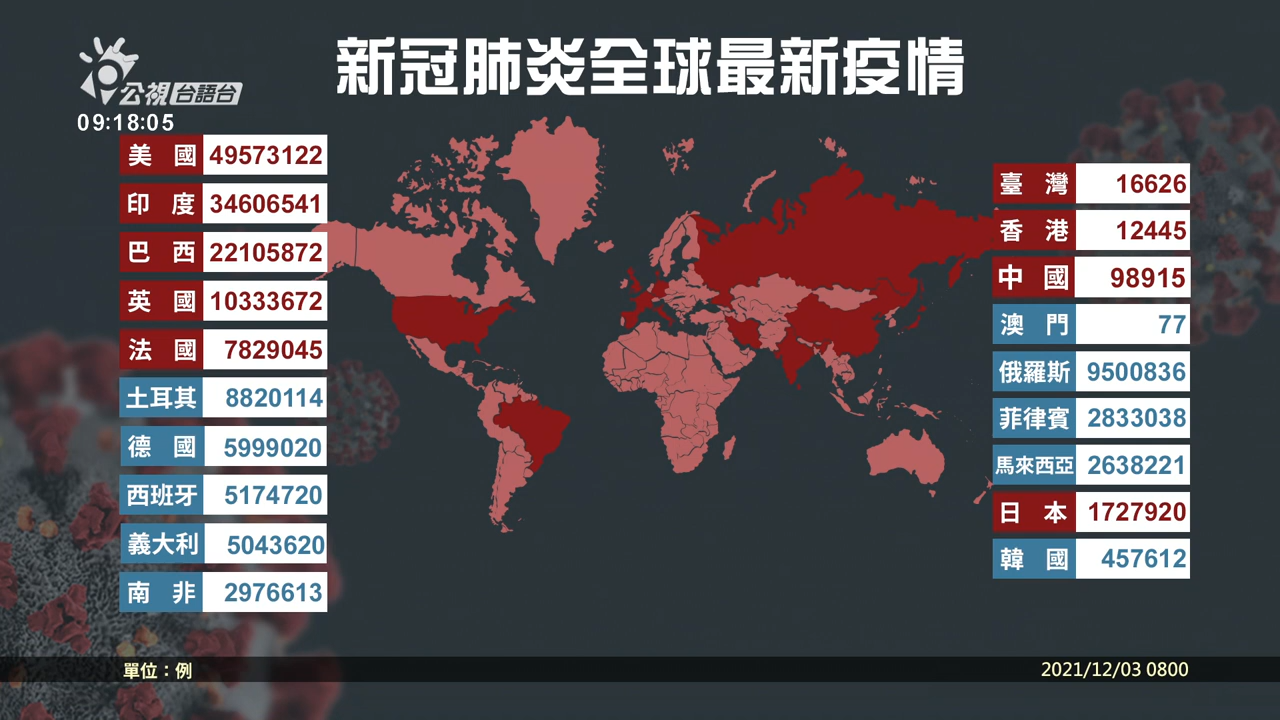 新冠肺炎全球最新疫情
公視台語台
09:18:05
美國 49573122
印度 34606541
巴西 22105872
英國 10333672
法國 7829045
土耳其 8820114
德國 5999020
西班牙 5174720
義大利 5043620
南非 2976613
臺灣 16626
香港 12445
中國 98915
澳門 77
俄羅斯 9500836
菲律賓 2833038
馬來西亞 2638221
日本 1727920
韓國 457612
單位：例
2021/12/03 0800